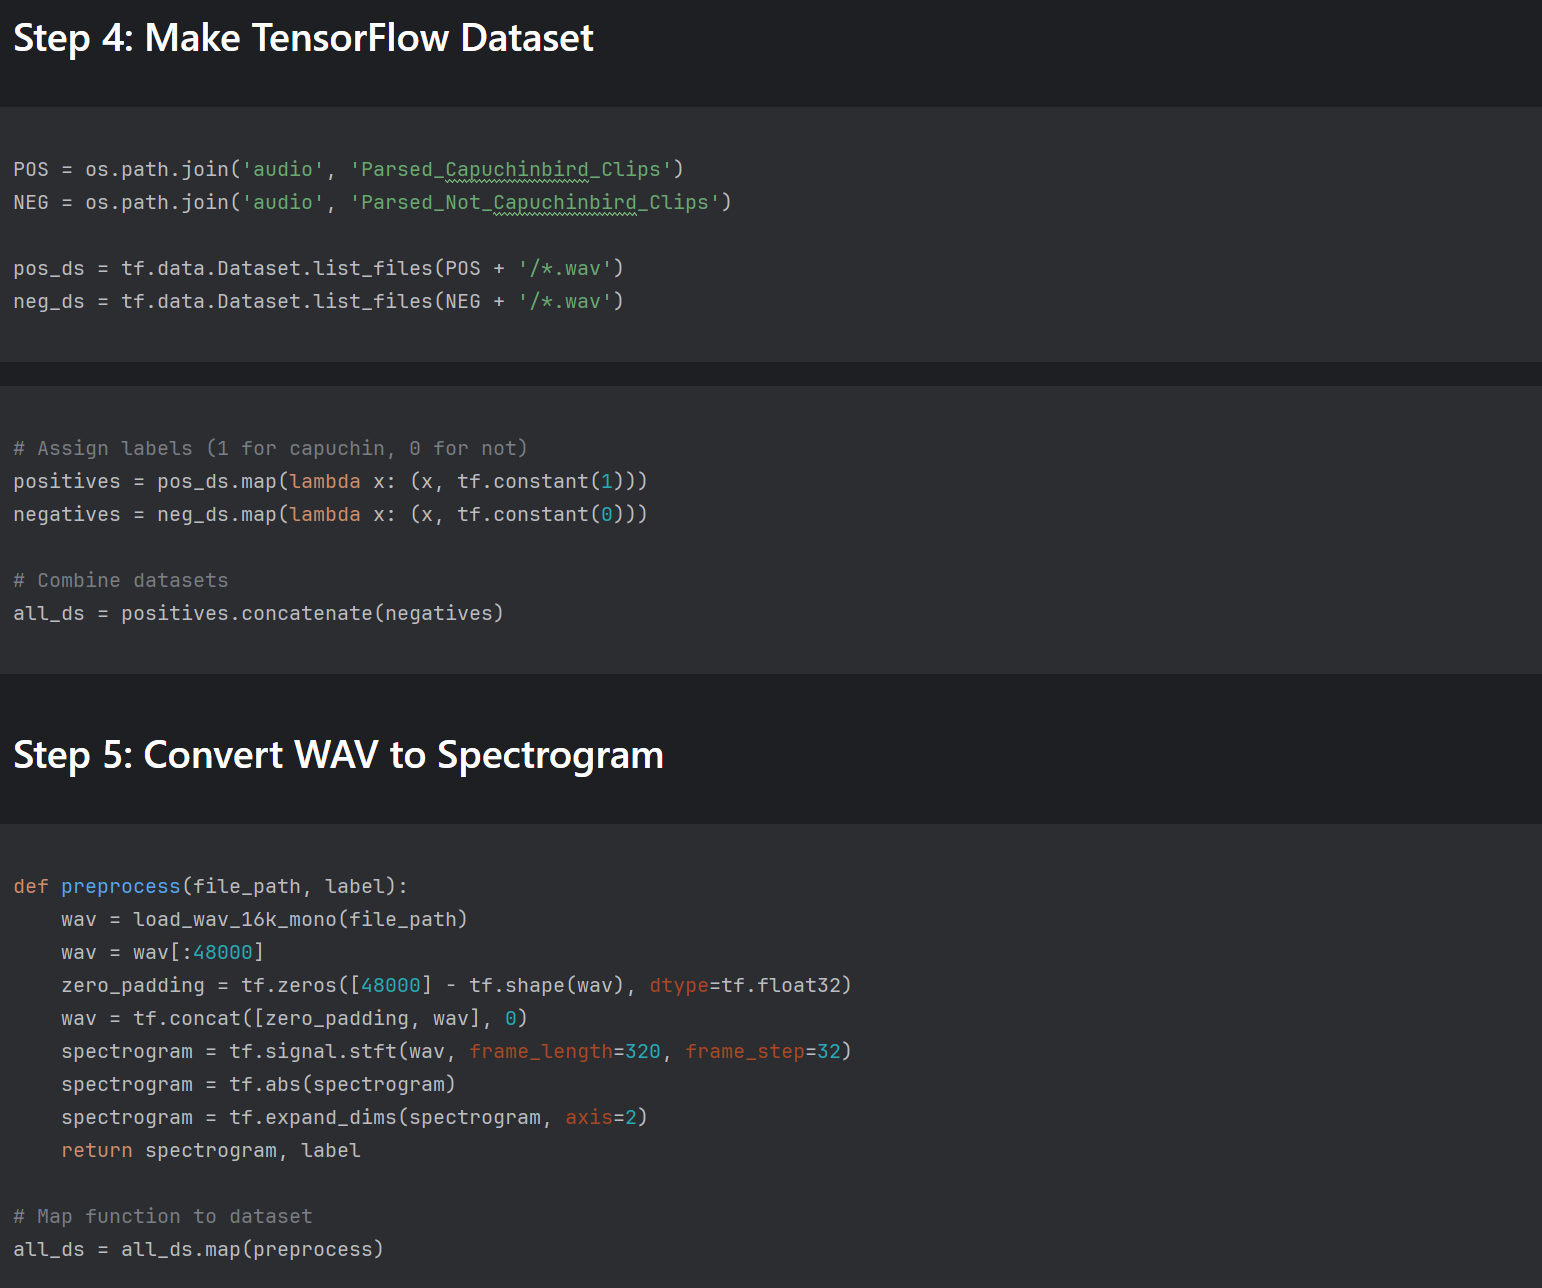 Step 4: Make TensorFlow Dataset
POS = os.path.join('audio', 'Parsed_Capuchinbird_Clips')
NEG = os.path.join('audio', 'Parsed_Not_Capuchinbird_Clips')
pos_ds = tf.data.Dataset.list_files(POS + '/*.wav')
neg_ds = tf.data.Dataset.list_files(NEG + '/*.wav')
# Assign labels (1 for capuchin, 0 for not)
positives = pos_ds.map(lambda x: (x, tf.constant(1)))
negatives = neg_ds.map(lambda x: (x, tf.constant(0)))
# Combine datasets
all_ds = positives.concatenate(negatives)
Step 5: Convert WAV to Spectrogram
def preprocess(file_path, label):
    wav = load_wav_16k_mono(file_path)
    wav = wav[:48000]
    zero_padding = tf.zeros([48000] - tf.shape(wav), dtype=tf.float32)
    wav = tf.concat([zero_padding, wav], 0)
    spectrogram = tf.signal.stft(wav, frame_length=320, frame_step=32)
    spectrogram = tf.abs(spectrogram)
    spectrogram = tf.expand_dims(spectrogram, axis=2)
    return spectrogram, label
# Map function to dataset
all_ds = all_ds.map(preprocess)